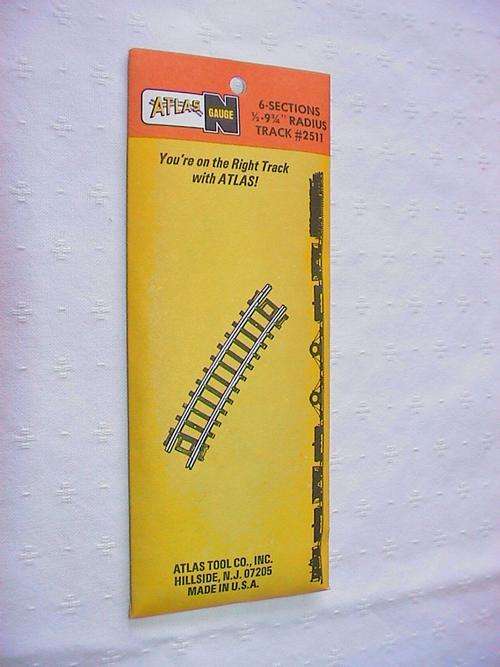 ATLAS
N
GAUGE
6-SECTIONS
½-9¾" RADIUS
TRACK #2511
You're on the Right Track
with ATLAS!
ATLAS TOOL CO., INC.
HILLSIDE, N.J. 07205
MADE IN U.S.A.